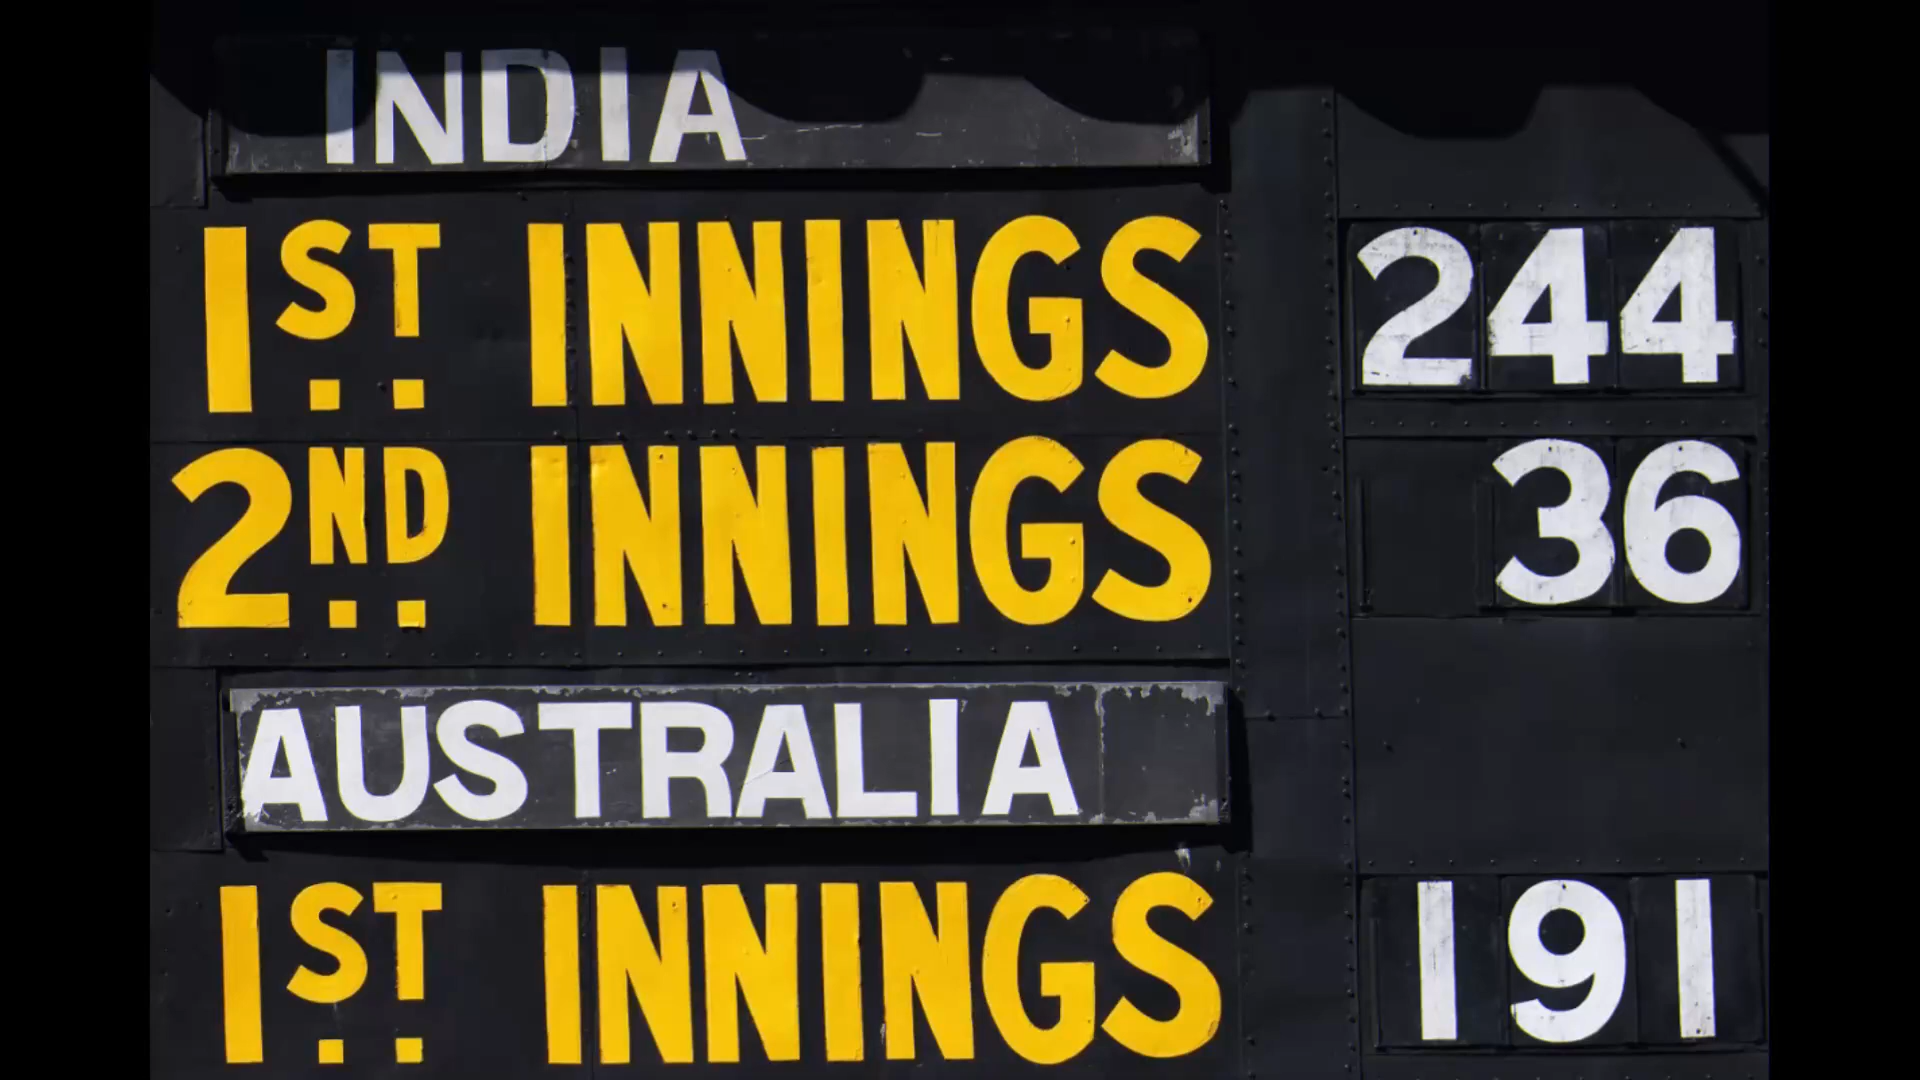 INDIA
1ST INNINGS 244
2ND INNINGS 36
AUSTRALIA
1ST INNINGS 191